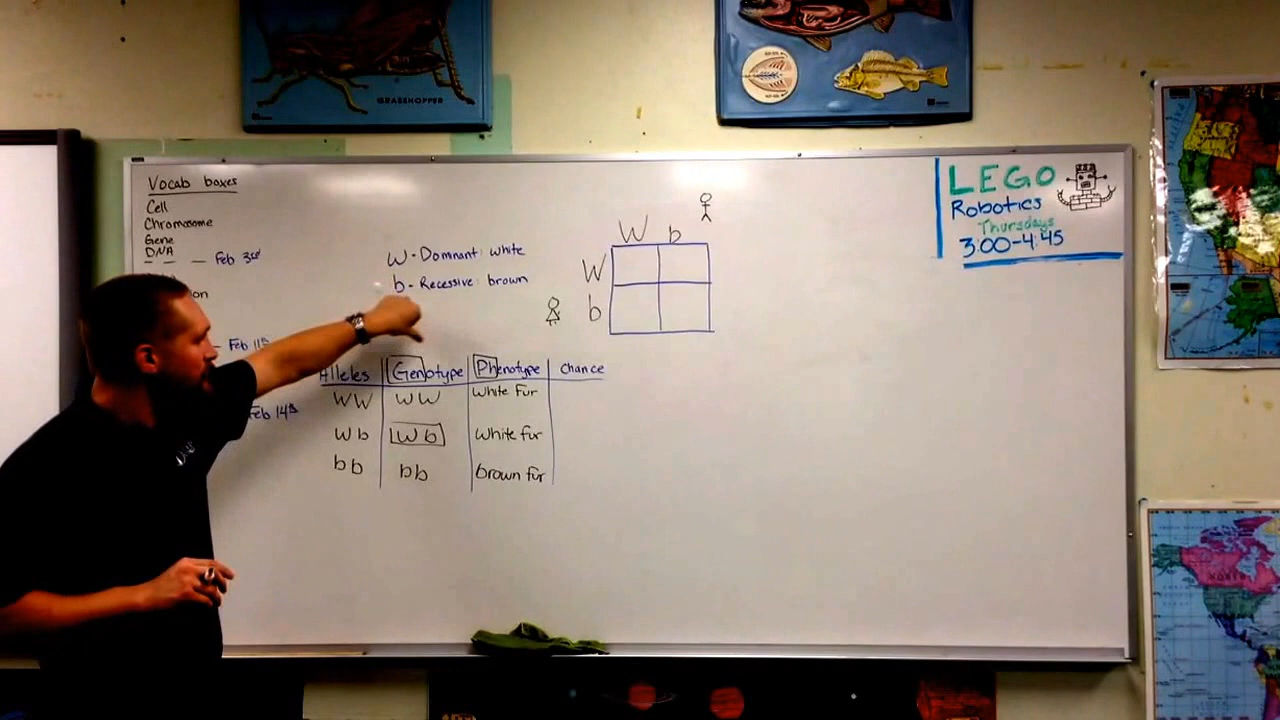 GRASSHOPPER
Vocab boxes
Cell
Chromosome
Gene
DNA
Feb 3rd
Feb 11th
Feb 14th
W - Dominant: white
b - Recessive: brown
W b
W
b
Alleles Genotype Phenotype Chance
WW WW White Fur
Wb Wb White fur
bb bb brown fur
LEGO
Robotics
Thursdays
3:00-4:45